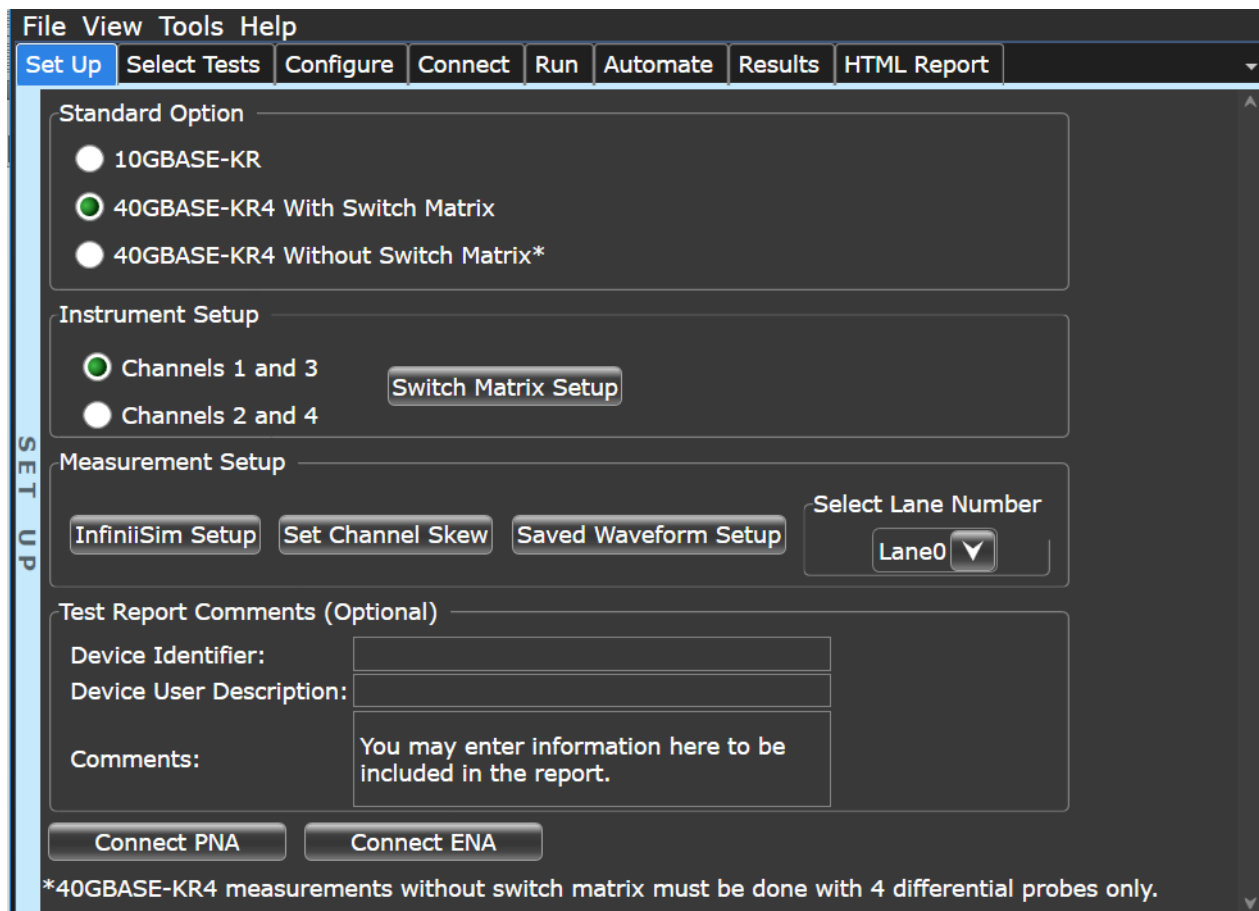 File View Tools Help
Set Up Select Tests Configure Connect Run Automate Results HTML Report
SET UP
Standard Option
10GBASE-KR
40GBASE-KR4 With Switch Matrix
40GBASE-KR4 Without Switch Matrix*
Instrument Setup
Channels 1 and 3
Switch Matrix Setup
Channels 2 and 4
Measurement Setup
InfiniiSim Setup Set Channel Skew Saved Waveform Setup
Select Lane Number
Lane0
Test Report Comments (Optional)
Device Identifier:
Device User Description:
Comments:
You may enter information here to be
included in the report.
Connect PNA Connect ENA
*40GBASE-KR4 measurements without switch matrix must be done with 4 differential probes only.